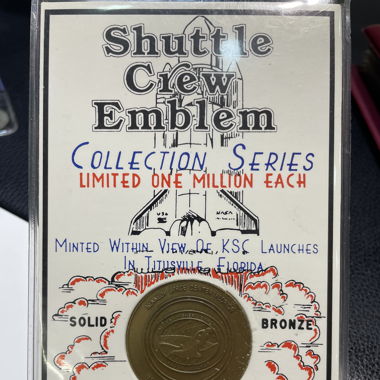 Shuttle
Crew
Emblem
COLLECTION SERIES
LIMITED ONE MILLION EACH
USA NASA
MINTED WITHIN VIEW OF KSC LAUNCHES
IN TITUSVILLE, FLORIDA
SOLID BRONZE